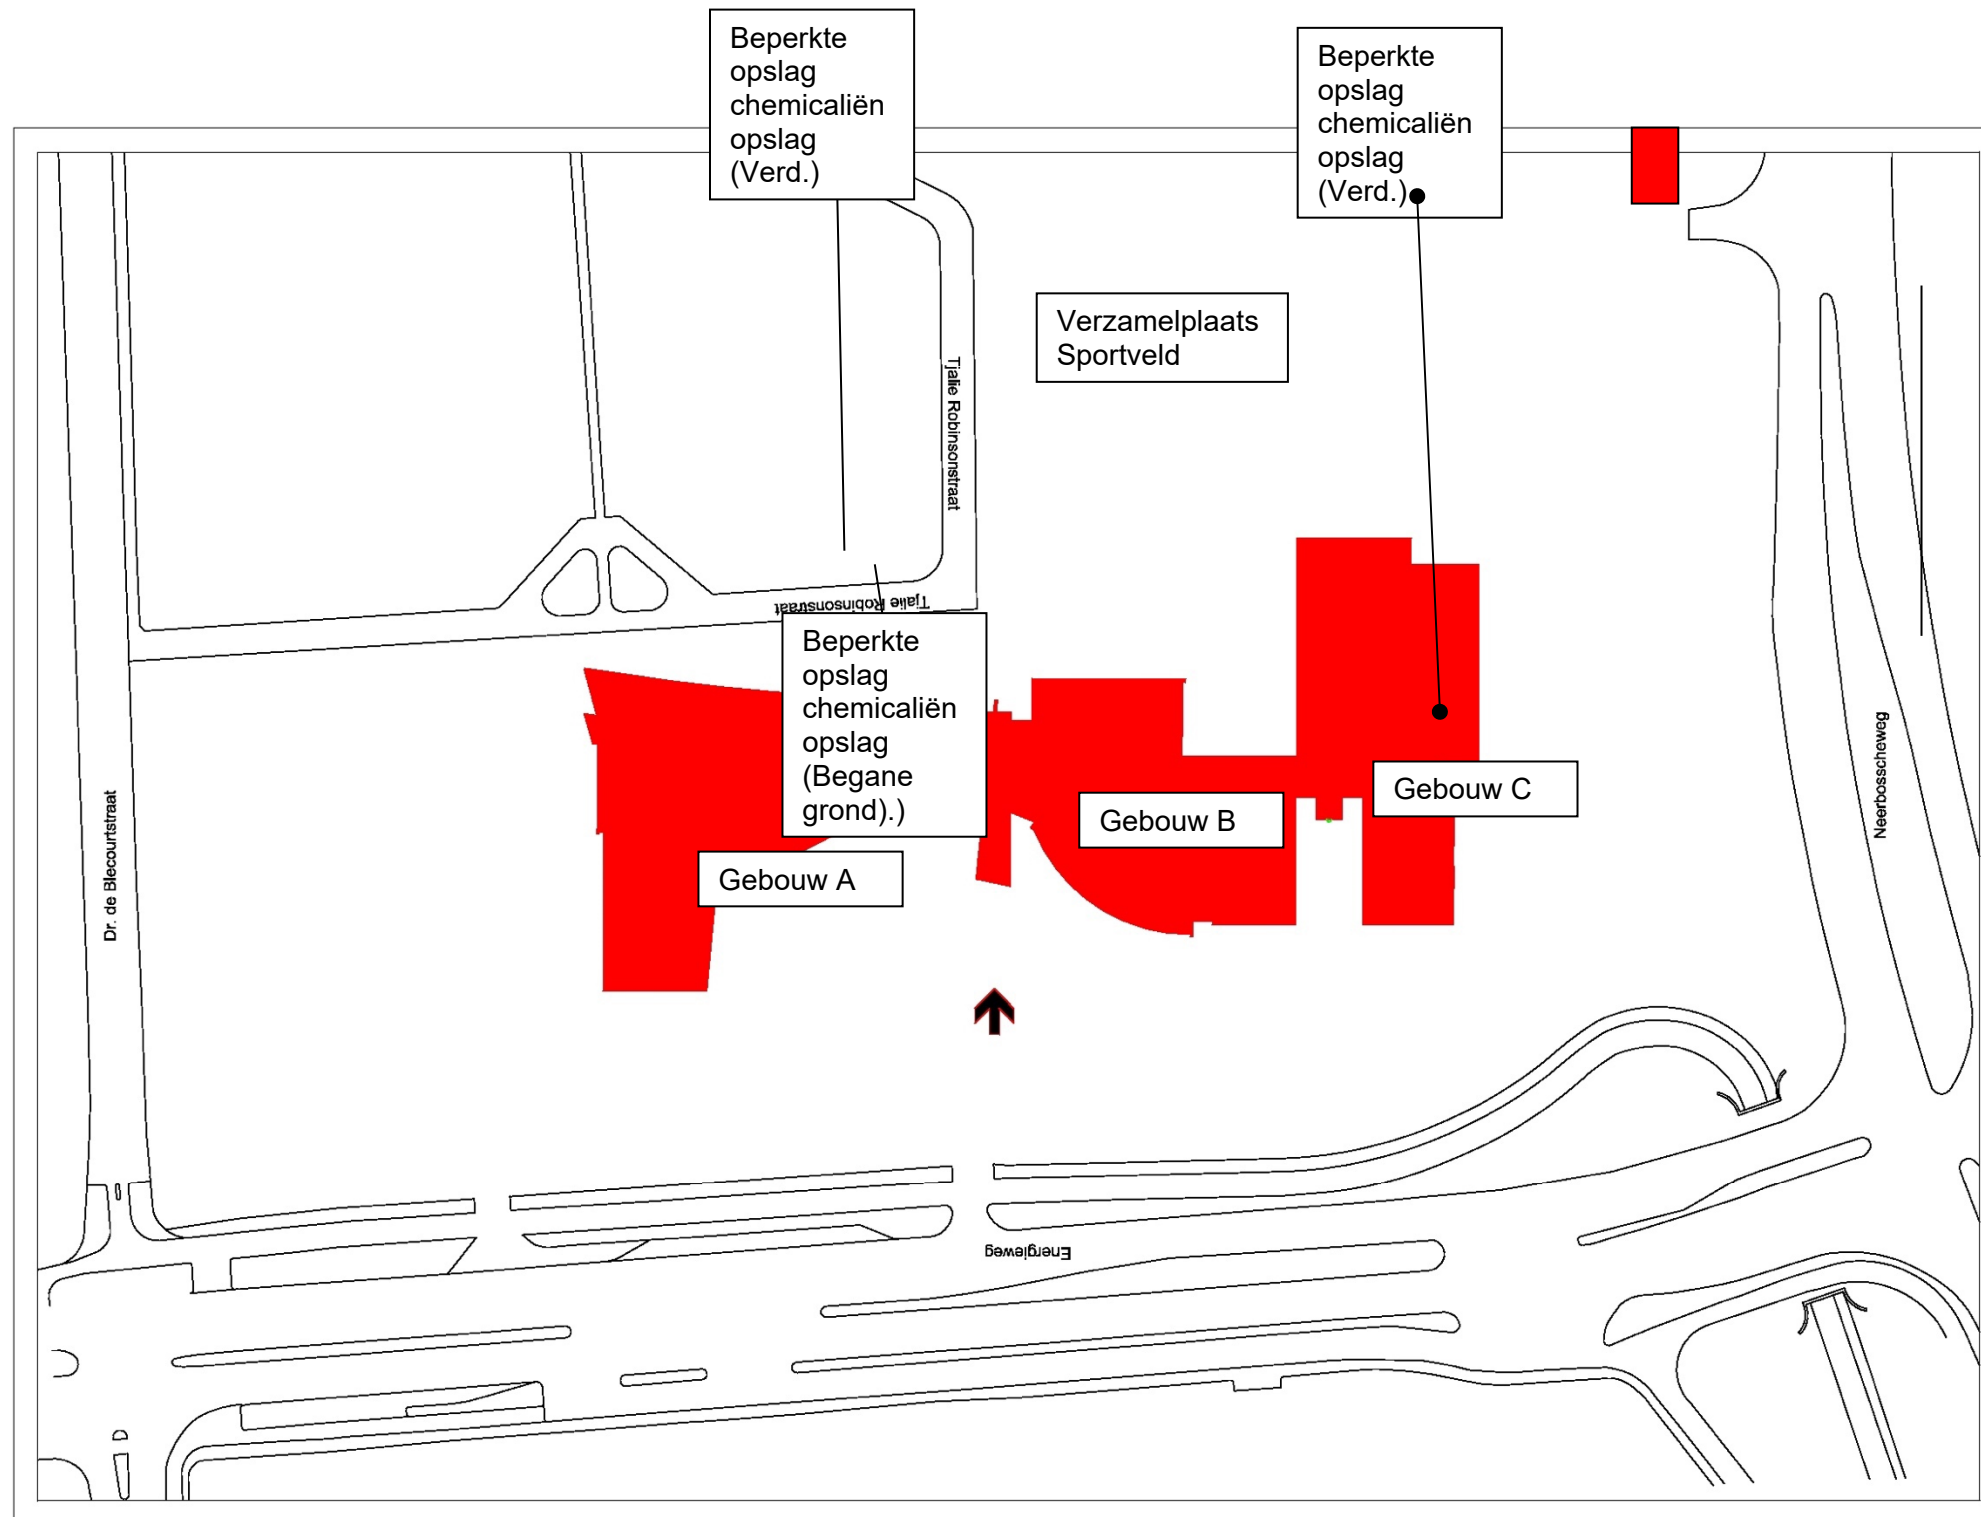 Beperkte
opslag
chemicaliën
opslag
(Verd.)
Beperkte
opslag
chemicaliën
opslag
(Verd.)
Verzamelplaats
Sportveld
Tjalie Robinsonstraat
Tjalie Robinsonstraat
Beperkte
opslag
chemicaliën
opslag
(Begane
grond).)
Gebouw A
Gebouw B
Gebouw C
Dr. de Blecourtstraat
Neerbosscheweg
Energieweg